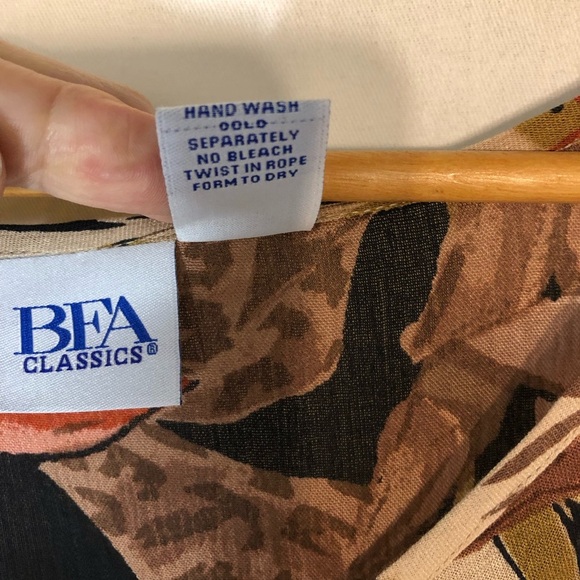 HAND WASH
COLD
SEPARATELY
NO BLEACH
TWIST IN ROPE
FORM TO DRY
BFA
CLASSICS®